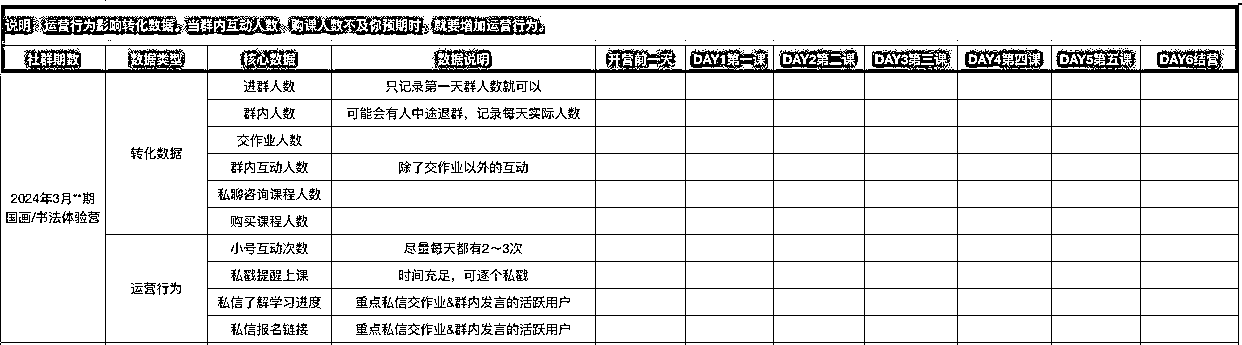 说明：运营行为影响转化数据。当群内互动人数、购课人数不及你预期时，就要增加运营行为。
社群期数 数据类型 核心数据 数据说明 开营前一天 DAY1第一课 DAY2第二课 DAY3第三课 DAY4第四课 DAY5第五课 DAY6结营
2024年3月**期
国画/书法体验营
转化数据
进群人数 只记录第一天群人数就可以
群内人数 可能会有人中途退群，记录每天实际人数
交作业人数
群内互动人数 除了交作业以外的互动
私聊咨询课程人数
购买课程人数
运营行为
小号互动次数 尽量每天都有2～3次
私戳提醒上课 时间充足，可逐个私戳
私信了解学习进度 重点私信交作业&群内发言的活跃用户
私信报名链接 重点私信交作业&群内发言的活跃用户